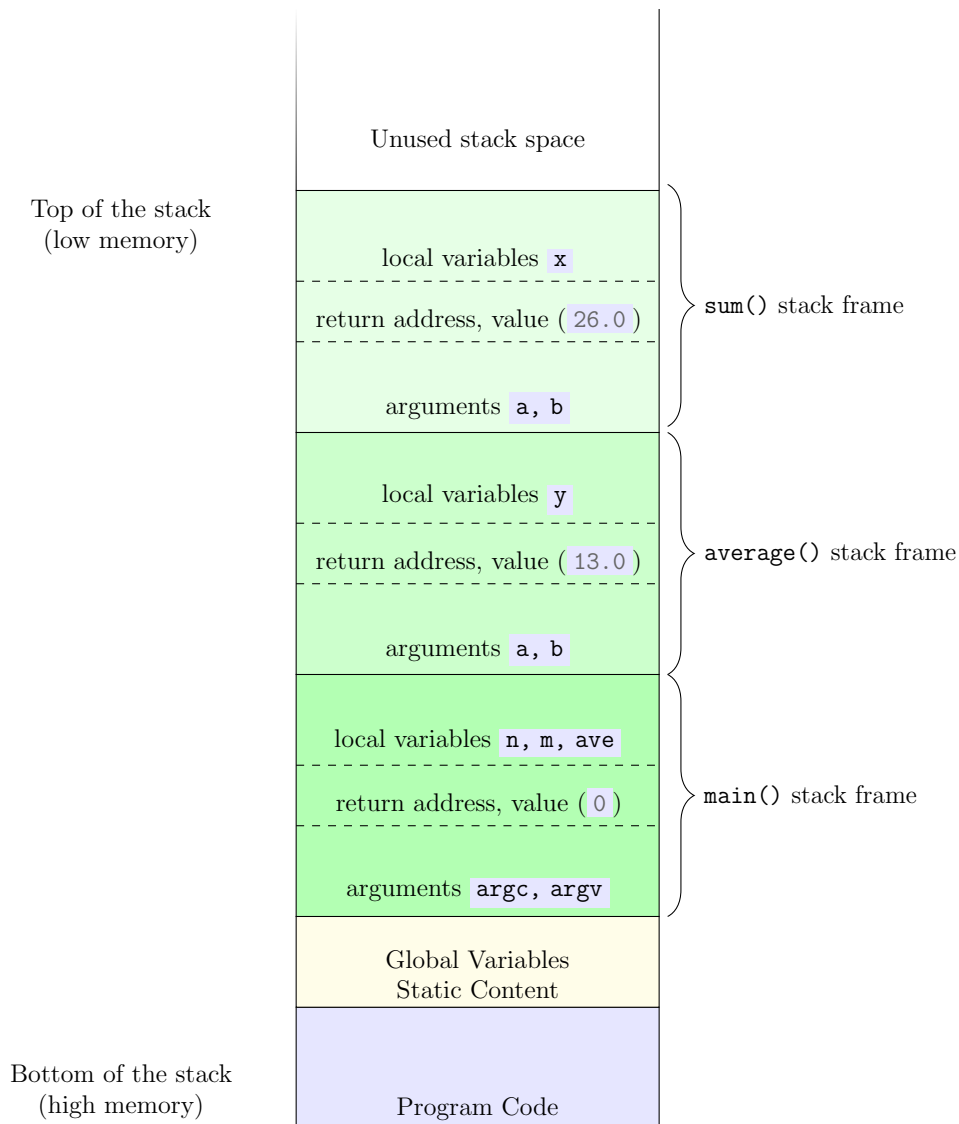 Unused stack space
Top of the stack
(low memory)
local variables x
return address, value (26.0)
sum() stack frame
arguments a, b
local variables y
return address, value (13.0)
average() stack frame
arguments a, b
local variables n, m, ave
return address, value (0)
main() stack frame
arguments argc, argv
Global Variables
Static Content
Bottom of the stack
(high memory)
Program Code